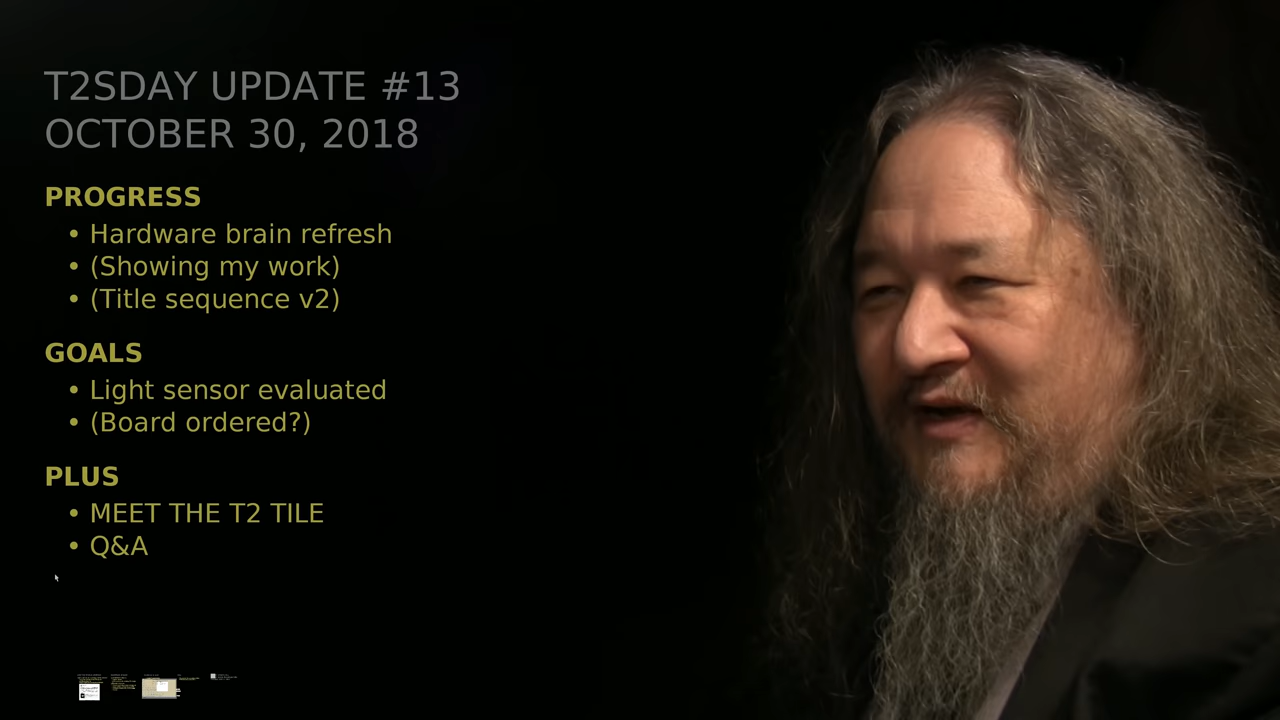 T2SDAY UPDATE #13
OCTOBER 30, 2018
PROGRESS
• Hardware brain refresh
• (Showing my work)
• (Title sequence v2)
GOALS
• Light sensor evaluated
• (Board ordered?)
PLUS
• MEET THE T2 TILE
• Q&A